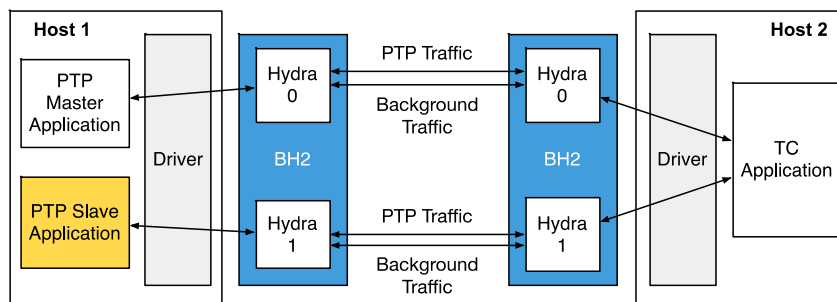 Host 1
PTP
Master
Application
PTP Slave
Application
Driver
Hydra
0
BH2
Hydra
1
PTP Traffic
Background
Traffic
PTP Traffic
Background
Traffic
Hydra
0
BH2
Hydra
1
Host 2
Driver
TC
Application